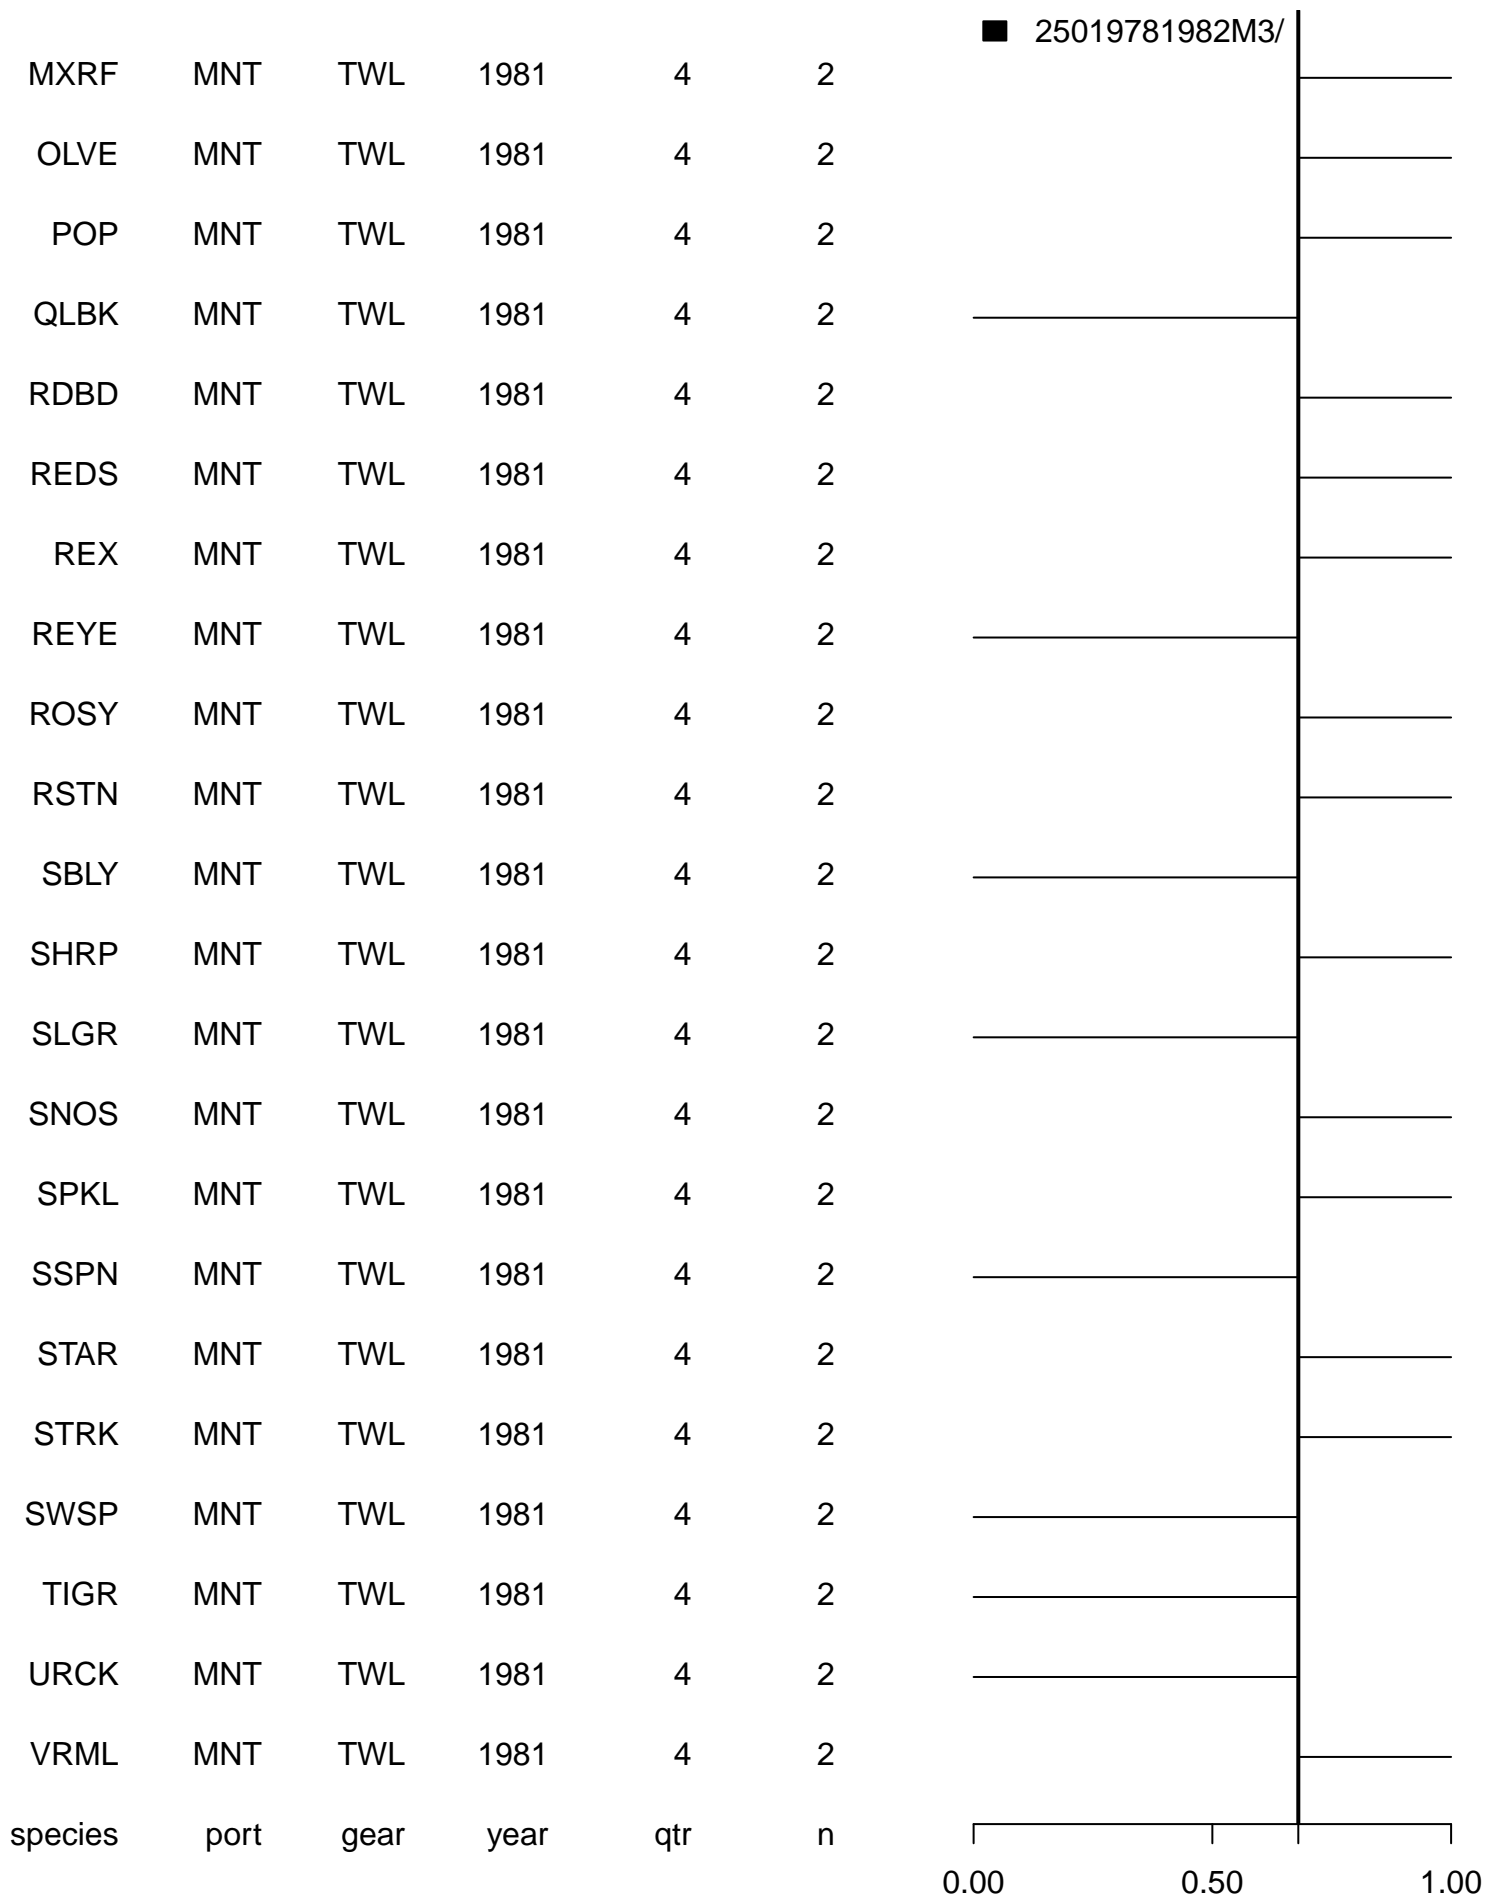 25019781982M3/
MXRF MNT TWL 1981 4 2
OLVE MNT TWL 1981 4 2
POP MNT TWL 1981 4 2
QLBK MNT TWL 1981 4 2
RDBD MNT TWL 1981 4 2
REDS MNT TWL 1981 4 2
REX MNT TWL 1981 4 2
REYE MNT TWL 1981 4 2
ROSY MNT TWL 1981 4 2
RSTN MNT TWL 1981 4 2
SBLY MNT TWL 1981 4 2
SHRP MNT TWL 1981 4 2
SLGR MNT TWL 1981 4 2
SNOS MNT TWL 1981 4 2
SPKL MNT TWL 1981 4 2
SSPN MNT TWL 1981 4 2
STAR MNT TWL 1981 4 2
STRK MNT TWL 1981 4 2
SWSP MNT TWL 1981 4 2
TIGR MNT TWL 1981 4 2
URCK MNT TWL 1981 4 2
VRML MNT TWL 1981 4 2
species port gear year qtr n
0.00 0.50 1.00